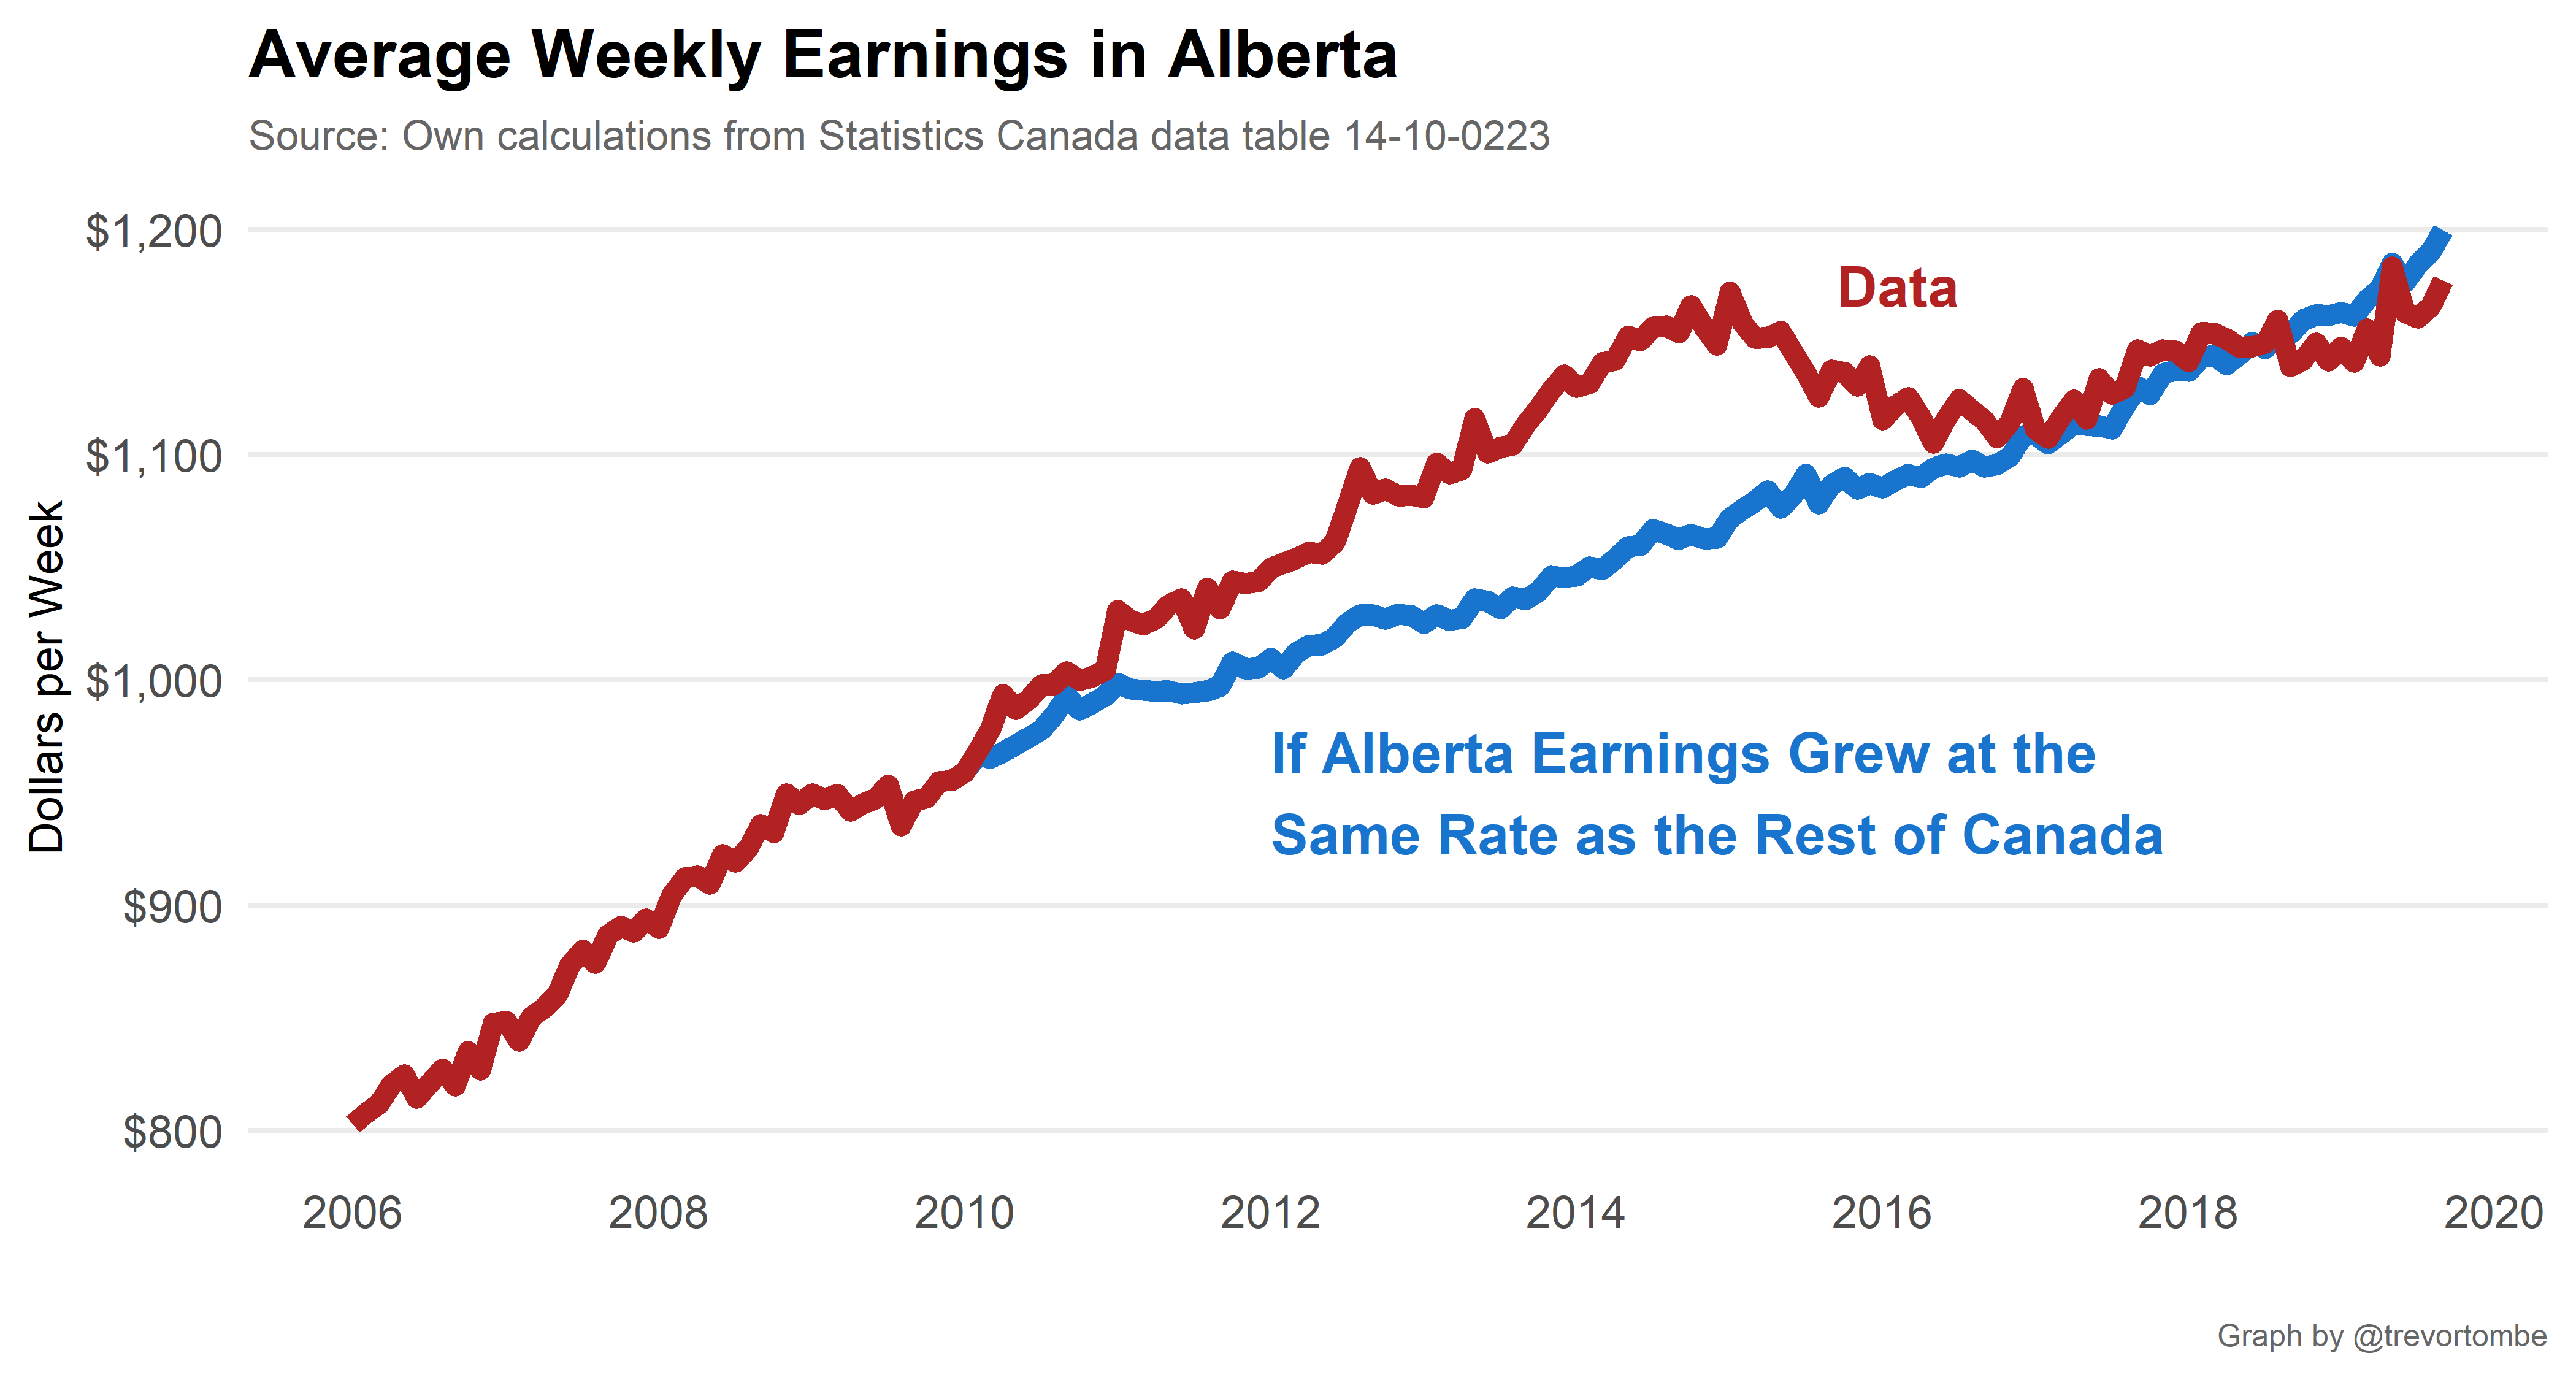 Average Weekly Earnings in Alberta
Source: Own calculations from Statistics Canada data table 14-10-0223
Dollars per Week
$1,200
$1,100
$1,000
$900
$800
Data
If Alberta Earnings Grew at the
Same Rate as the Rest of Canada
2006 2008 2010 2012 2014 2016 2018 2020
Graph by @trevortombe